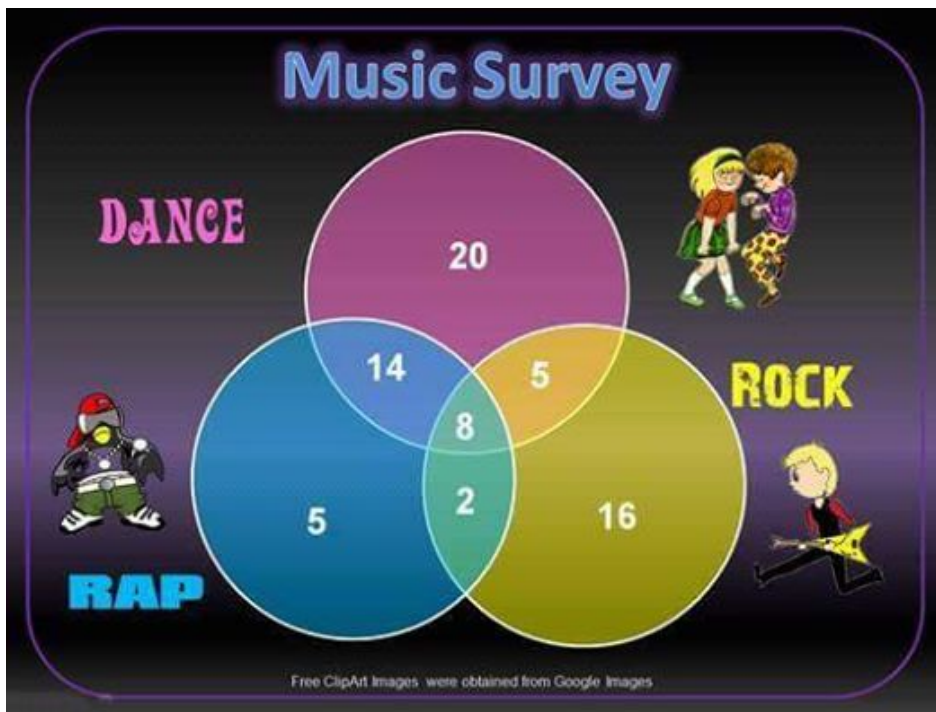 Music Survey
DANCE
20
14
5
ROCK
8
2
5
16
RAP
Free ClipArt Images were obtained from Google Images